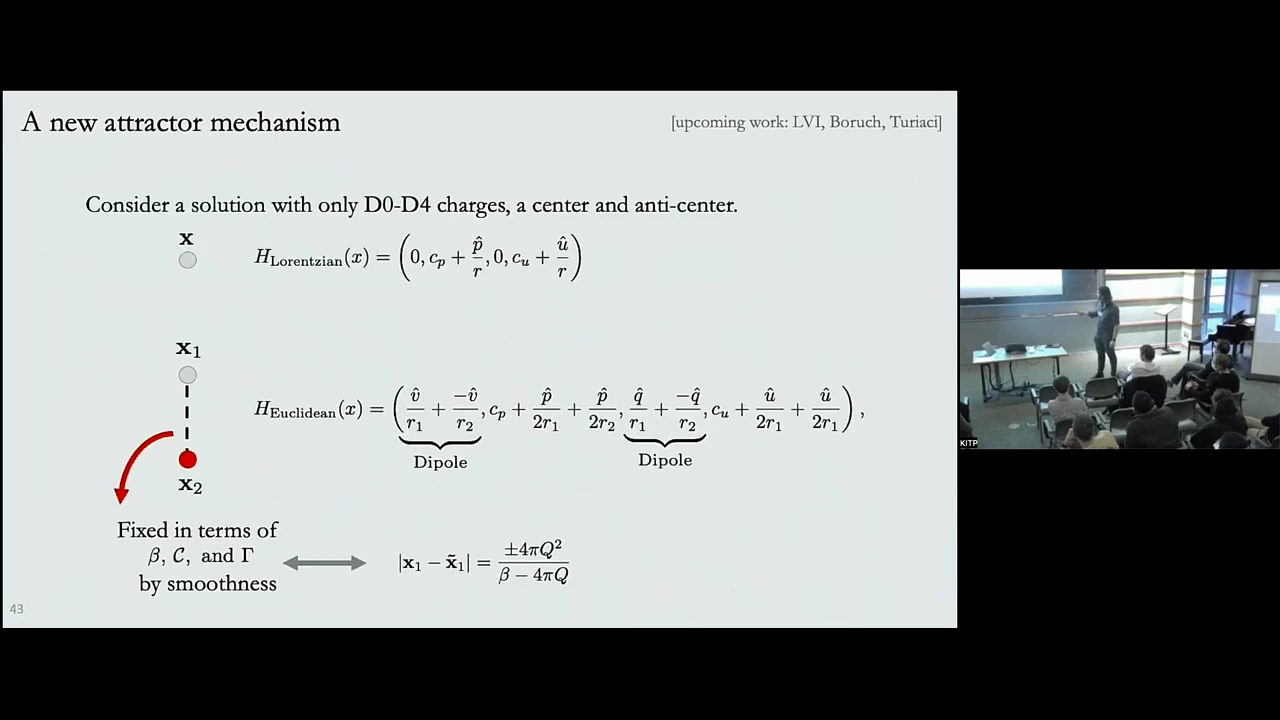 A new attractor mechanism
[upcoming work: LVI, Boruch, Turiaci]
Consider a solution with only D0-D4 charges, a center and anti-center.
x
H_Lorentzian(x) = (0, c_p + p̂/r, 0, c_u + û/r)
x₁
H_Euclidean(x) = (v̂/r₁ + -v̂/r₂, c_p + p̂/2r₁ + p̂/2r₂, q̂/r₁ + -q̂/r₂, c_u + û/2r₁ + û/2r₁),
Dipole
Dipole
x₂
Fixed in terms of
β, 𝒞, and Γ
by smoothness
|x₁ − x̃₁| = ±4πQ²/(β − 4πQ)
43
KITP